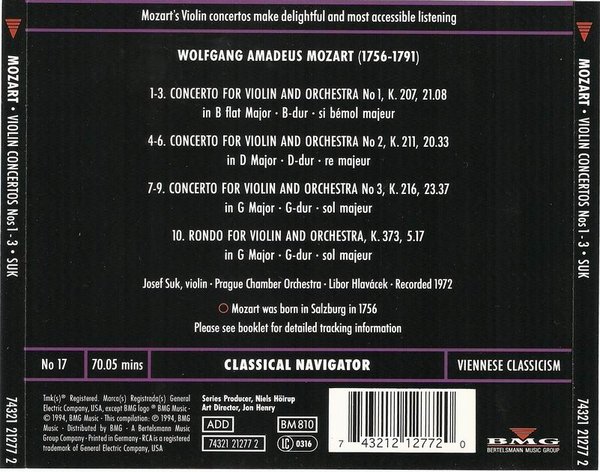 Mozart's Violin concertos make delightful and most accessible listening
WOLFGANG AMADEUS MOZART (1756-1791)
1-3. CONCERTO FOR VIOLIN AND ORCHESTRA No 1, K. 207, 21.08
in B flat Major · B-dur · si bémol majeur
4-6. CONCERTO FOR VIOLIN AND ORCHESTRA No 2, K. 211, 20.33
in D Major · D-dur · re majeur
7-9. CONCERTO FOR VIOLIN AND ORCHESTRA No 3, K. 216, 23.37
in G Major · G-dur · sol majeur
10. RONDO FOR VIOLIN AND ORCHESTRA, K. 373, 5.17
in G Major · G-dur · sol majeur
Josef Suk, violin · Prague Chamber Orchestra · Libor Hlavácek · Recorded 1972
Mozart was born in Salzburg in 1756
Please see booklet for detailed tracking information
No 17
70.05 mins
CLASSICAL NAVIGATOR
VIENNESE CLASSICISM
Tmk(s)® Registered. Marca(s) Registrada(s) General
Electric Company, USA, except BMG logo ® BMG Music ·
© 1994, BMG Music · This compilation: ℗ 1994, BMG
Music · Distributed by BMG · A Bertelsmann Music
Group Company · Printed in Germany · RCA is a registered
trademark of General Electric Company, USA.
Series Producer, Niels Höirup
Art Director, Jon Henry
ADD
BM 810
74321 21277 2
LC 0316
7 43212 12772 0
BMG
BERTELSMANN MUSIC GROUP
MOZART · VIOLIN CONCERTOS Nos 1 - 3 · SUK
74321 21277 2
MOZART · VIOLIN CONCERTOS Nos 1 - 3 · SUK
74321 21277 2